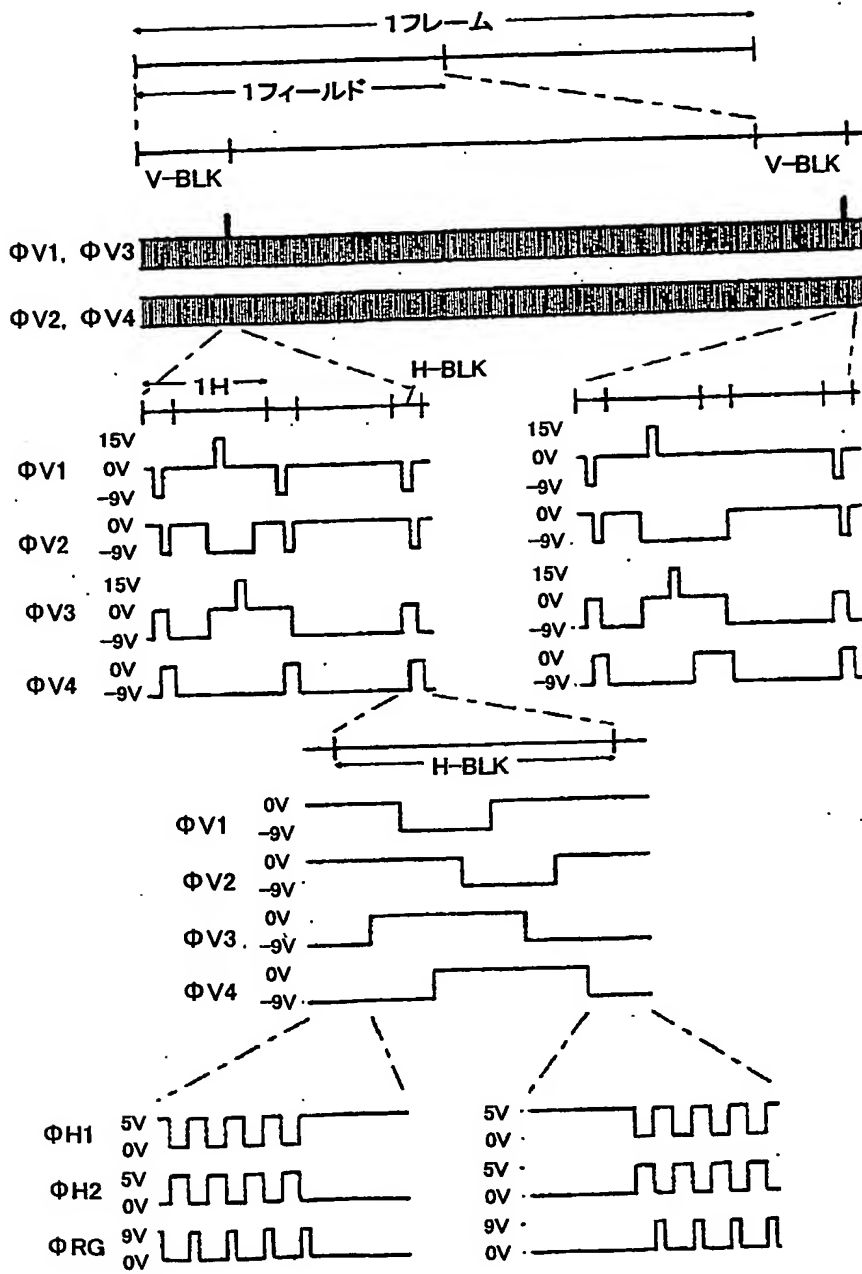 1フレーム
1フィールド
V-BLK V-BLK
ΦV1, ΦV3
ΦV2, ΦV4
H-BLK
1H
ΦV1 15V 0V -9V 15V 0V -9V
ΦV2 0V -9V 0V -9V
ΦV3 15V 0V -9V 15V 0V -9V
ΦV4 0V -9V 0V -9V
H-BLK
ΦV1 0V -9V
ΦV2 0V -9V
ΦV3 0V -9V
ΦV4 0V -9V
ΦH1 5V 0V 5V 0V
ΦH2 5V 0V 5V 0V
ΦRG 9V 0V 9V 0V